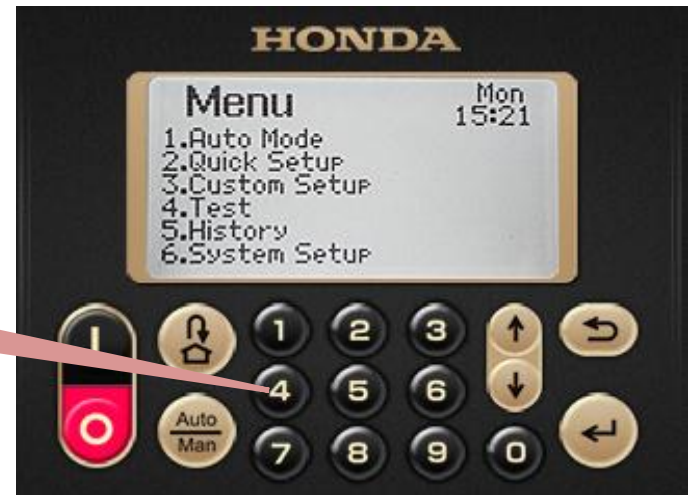 HONDA
Menu
Mon
15:21
1.Auto Mode
2.Quick Setup
3.Custom Setup
4.Test
5.History
6.System Setup
1 2 3
4 5 6
Auto
Man
7 8 9 0